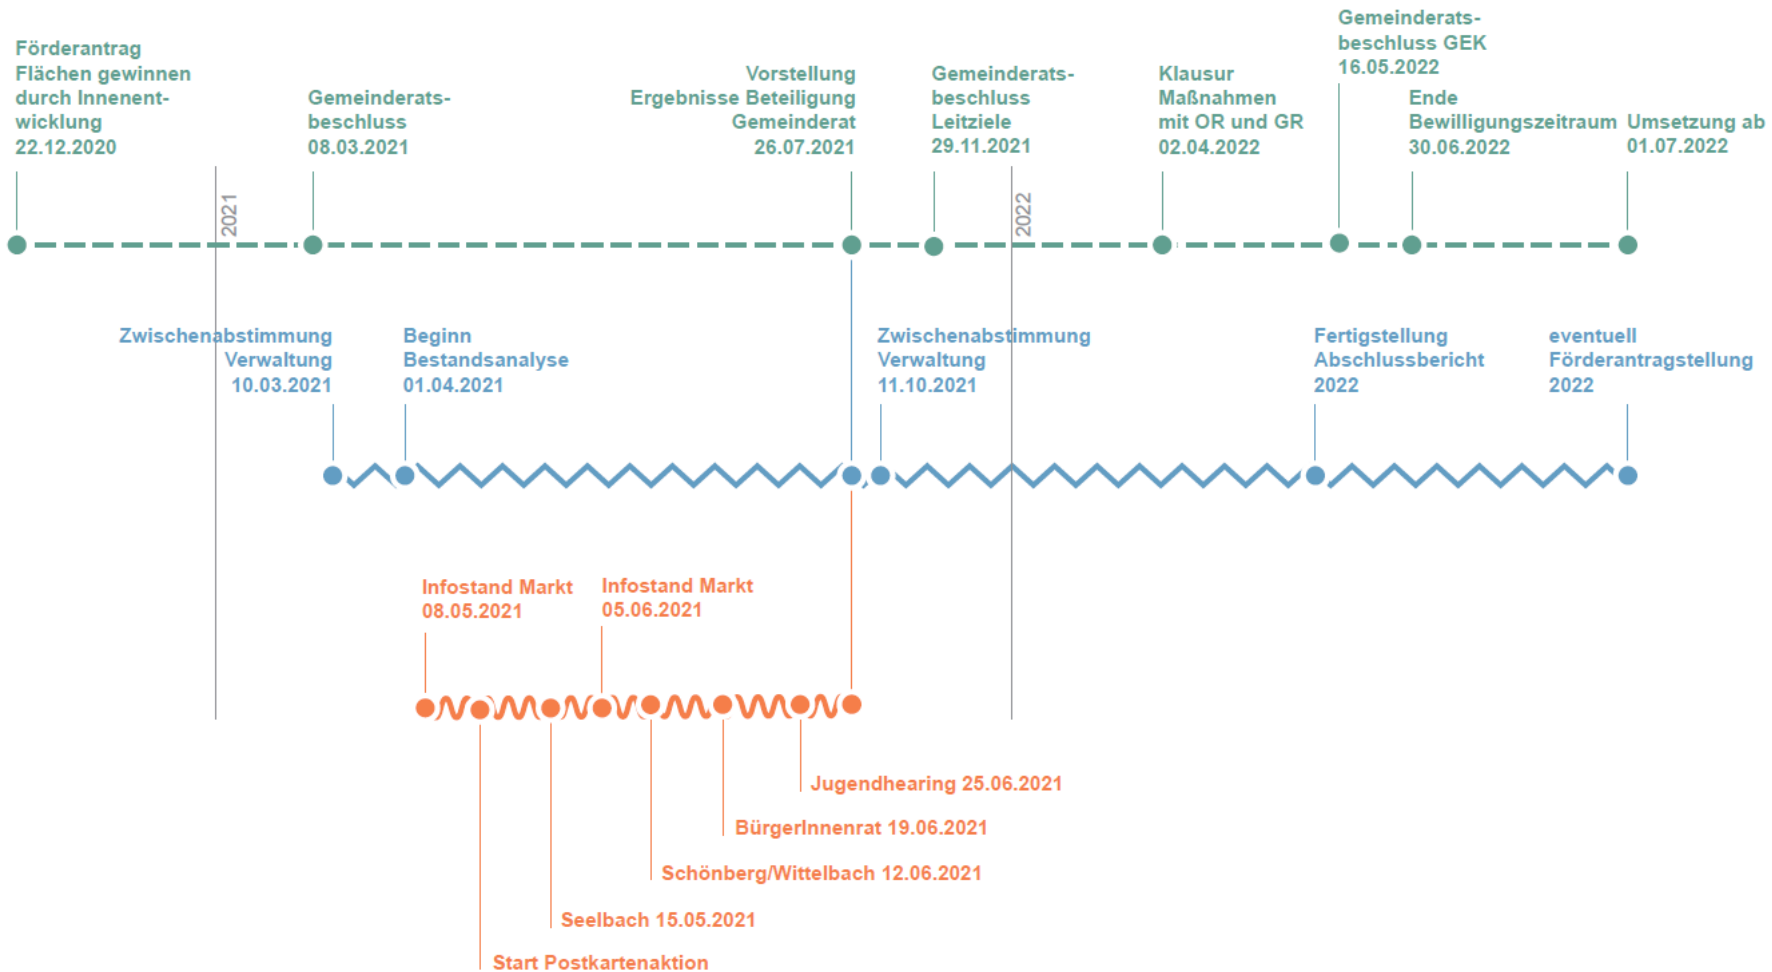 Förderantrag
Flächen gewinnen
durch Innenent-
wicklung
22.12.2020
Gemeinderats-
beschluss
08.03.2021
Vorstellung
Ergebnisse Beteiligung
Gemeinderat
26.07.2021
Gemeinderats-
beschluss
Leitziele
29.11.2021
Klausur
Maßnahmen
mit OR und GR
02.04.2022
Gemeinderats-
beschluss GEK
16.05.2022
Ende
Bewilligungszeitraum
30.06.2022
Umsetzung ab
01.07.2022
2021
2022
Zwischenabstimmung
Verwaltung
10.03.2021
Beginn
Bestandsanalyse
01.04.2021
Zwischenabstimmung
Verwaltung
11.10.2021
Fertigstellung
Abschlussbericht
2022
eventuell
Förderantragstellung
2022
Infostand Markt
08.05.2021
Infostand Markt
05.06.2021
Jugendhearing 25.06.2021
BürgerInnenrat 19.06.2021
Schönberg/Wittelbach 12.06.2021
Seelbach 15.05.2021
Start Postkartenaktion